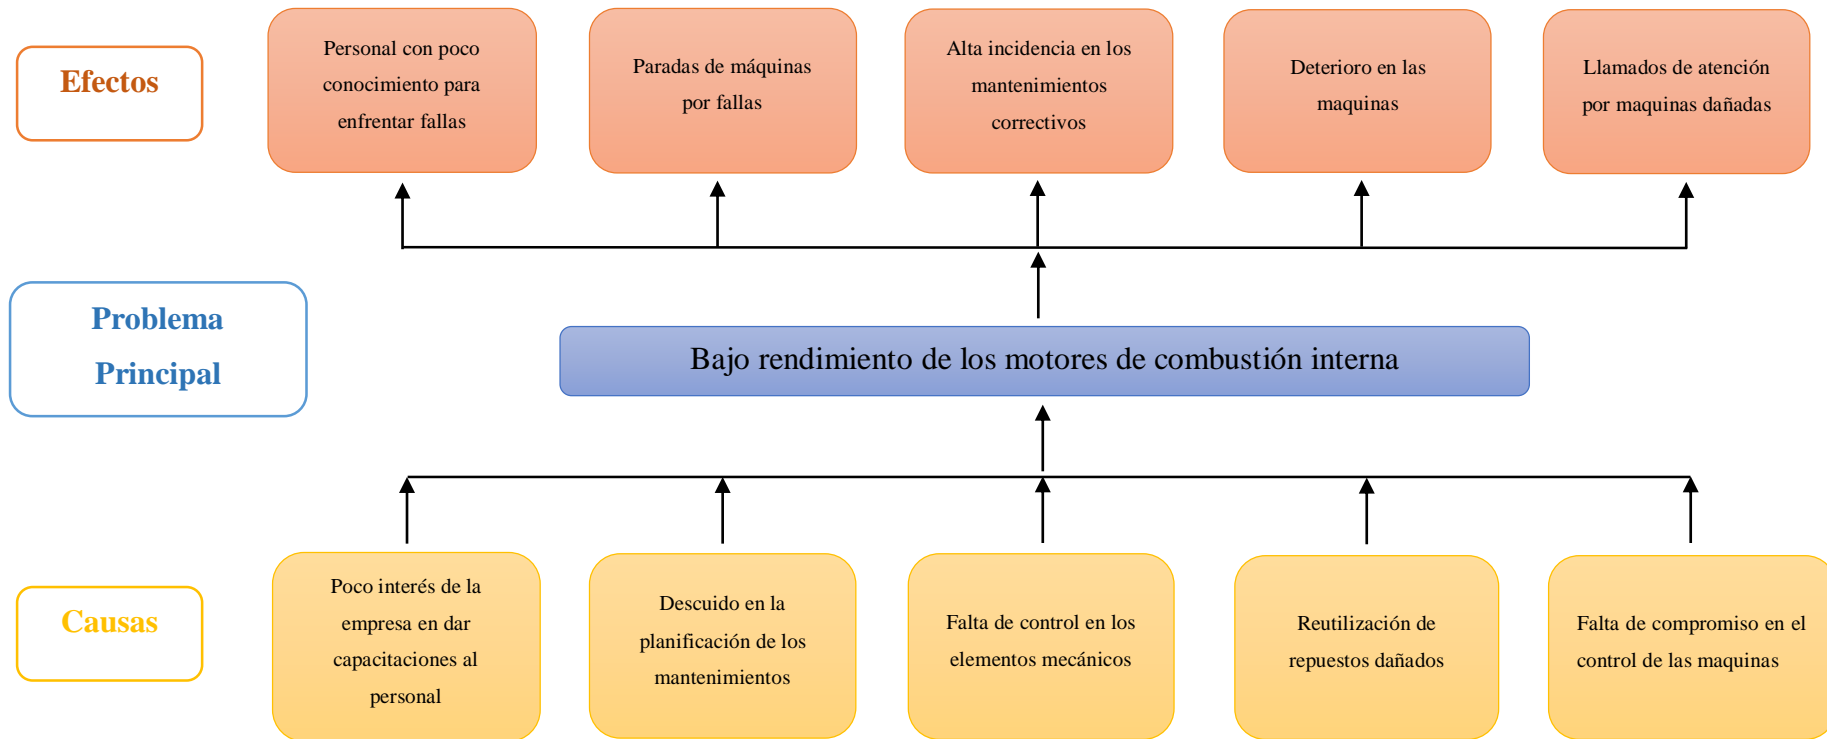 Efectos
Personal con poco
conocimiento para
enfrentar fallas
Paradas de máquinas
por fallas
Alta incidencia en los
mantenimientos
correctivos
Deterioro en las
maquinas
Llamados de atención
por maquinas dañadas
Problema
Principal
Bajo rendimiento de los motores de combustión interna
Causas
Poco interés de la
empresa en dar
capacitaciones al
personal
Descuido en la
planificación de los
mantenimientos
Falta de control en los
elementos mecánicos
Reutilización de
repuestos dañados
Falta de compromiso en el
control de las maquinas